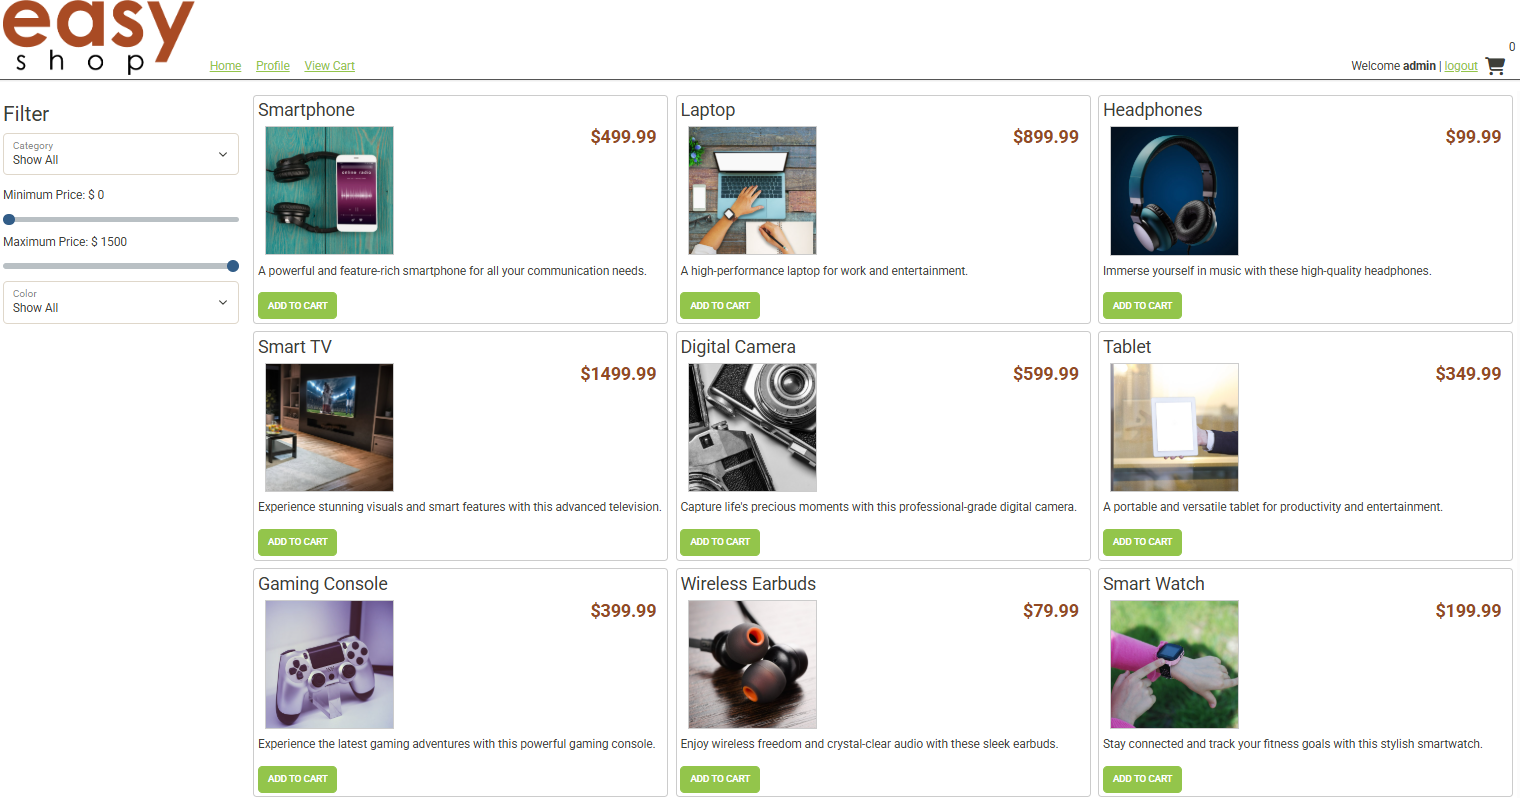 easy
shop
Home Profile View Cart
0
Welcome admin | logout
Filter
Category
Show All
Minimum Price: $ 0
Maximum Price: $ 1500
Color
Show All
Smartphone
$499.99
A powerful and feature-rich smartphone for all your communication needs.
ADD TO CART
Laptop
$899.99
A high-performance laptop for work and entertainment.
ADD TO CART
Headphones
$99.99
Immerse yourself in music with these high-quality headphones.
ADD TO CART
Smart TV
$1499.99
Experience stunning visuals and smart features with this advanced television.
ADD TO CART
Digital Camera
$599.99
Capture life's precious moments with this professional-grade digital camera.
ADD TO CART
Tablet
$349.99
A portable and versatile tablet for productivity and entertainment.
ADD TO CART
Gaming Console
$399.99
Experience the latest gaming adventures with this powerful gaming console.
ADD TO CART
Wireless Earbuds
$79.99
Enjoy wireless freedom and crystal-clear audio with these sleek earbuds.
ADD TO CART
Smart Watch
$199.99
Stay connected and track your fitness goals with this stylish smartwatch.
ADD TO CART